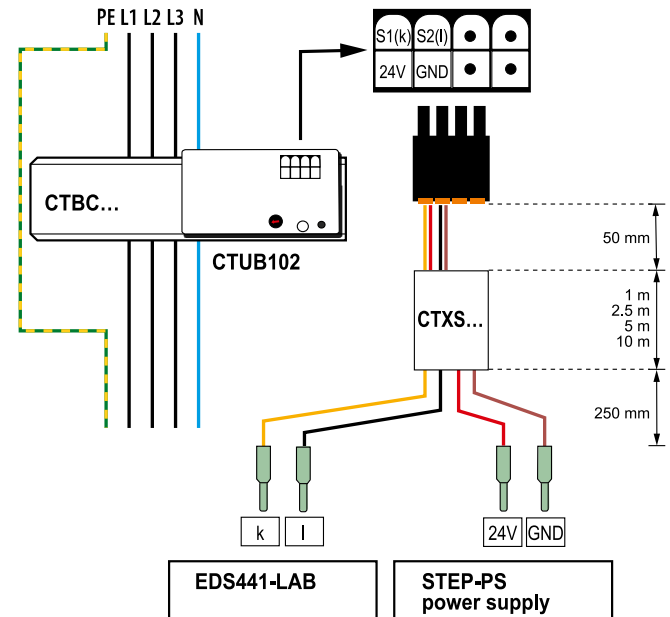 PE L1 L2 L3 N
S1(k) S2(l)
24V GND
CTBC...
CTUB102
50 mm
CTXS...
1 m
2.5 m
5 m
10 m
250 mm
k l 24V GND
EDS441-LAB
STEP-PS
power supply